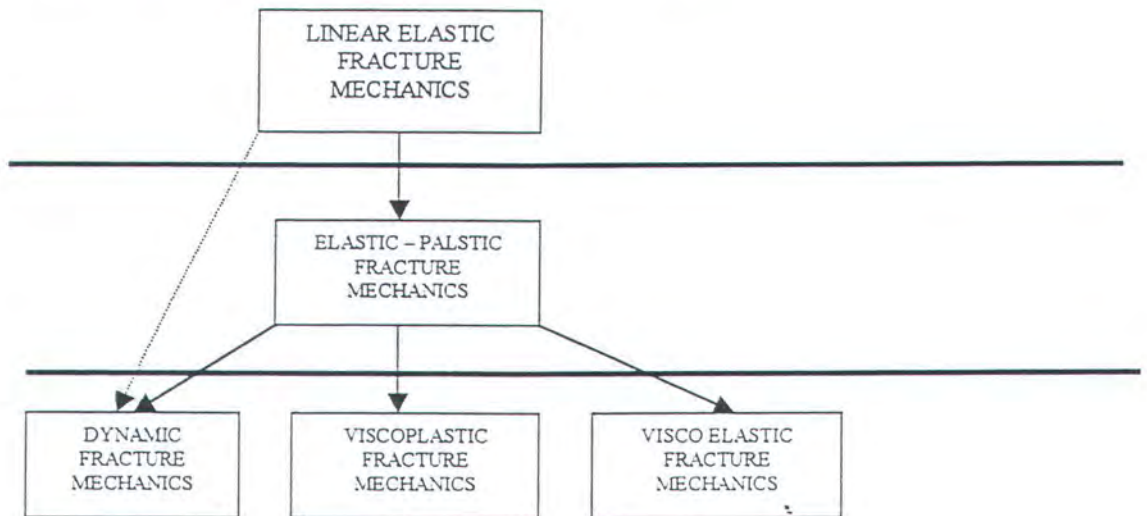 LINEAR ELASTIC
FRACTURE
MECHANICS
ELASTIC – PALSTIC
FRACTURE
MECHANICS
DYNAMIC
FRACTURE
MECHANICS
VISCOPLASTIC
FRACTURE
MECHANICS
VISCO ELASTIC
FRACTURE
MECHANICS